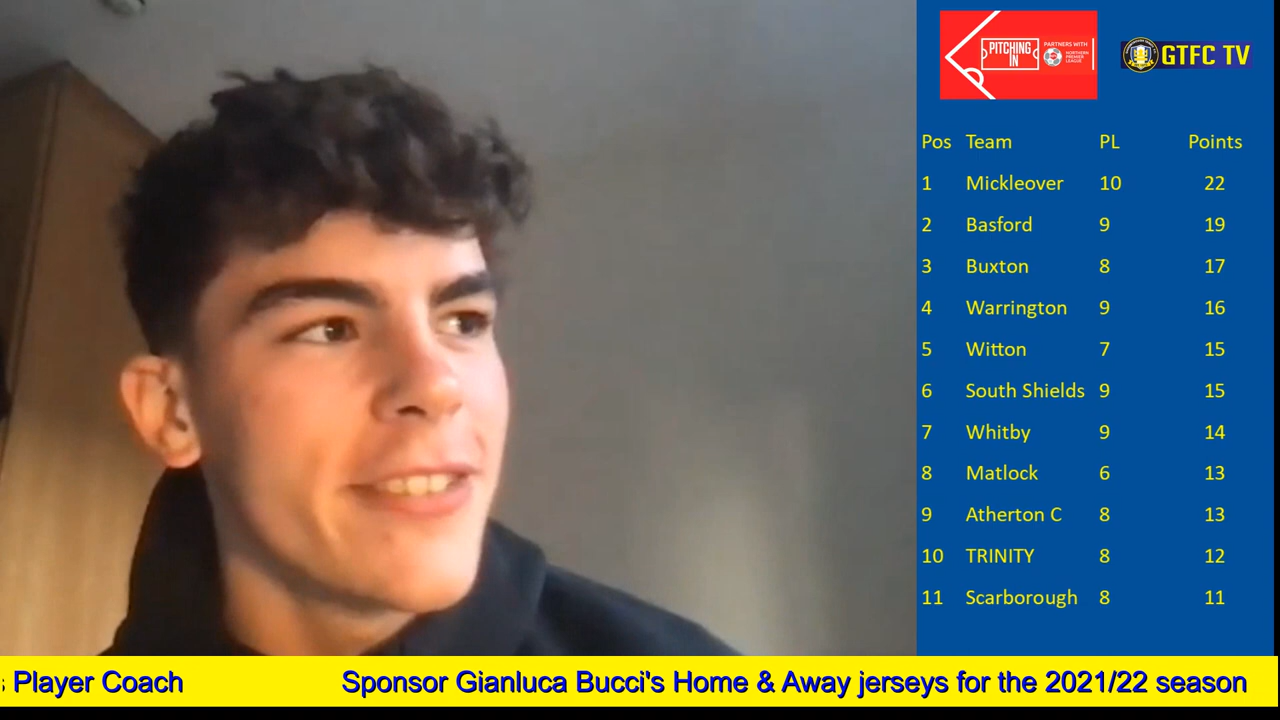 PITCHING
IN
PARTNERS WITH
NORTHERN
PREMIER
LEAGUE
GTFC TV
Pos Team PL Points
1 Mickleover 10 22
2 Basford 9 19
3 Buxton 8 17
4 Warrington 9 16
5 Witton 7 15
6 South Shields 9 15
7 Whitby 9 14
8 Matlock 6 13
9 Atherton C 8 13
10 TRINITY 8 12
11 Scarborough 8 11
Player Coach Sponsor Gianluca Bucci's Home & Away jerseys for the 2021/22 season